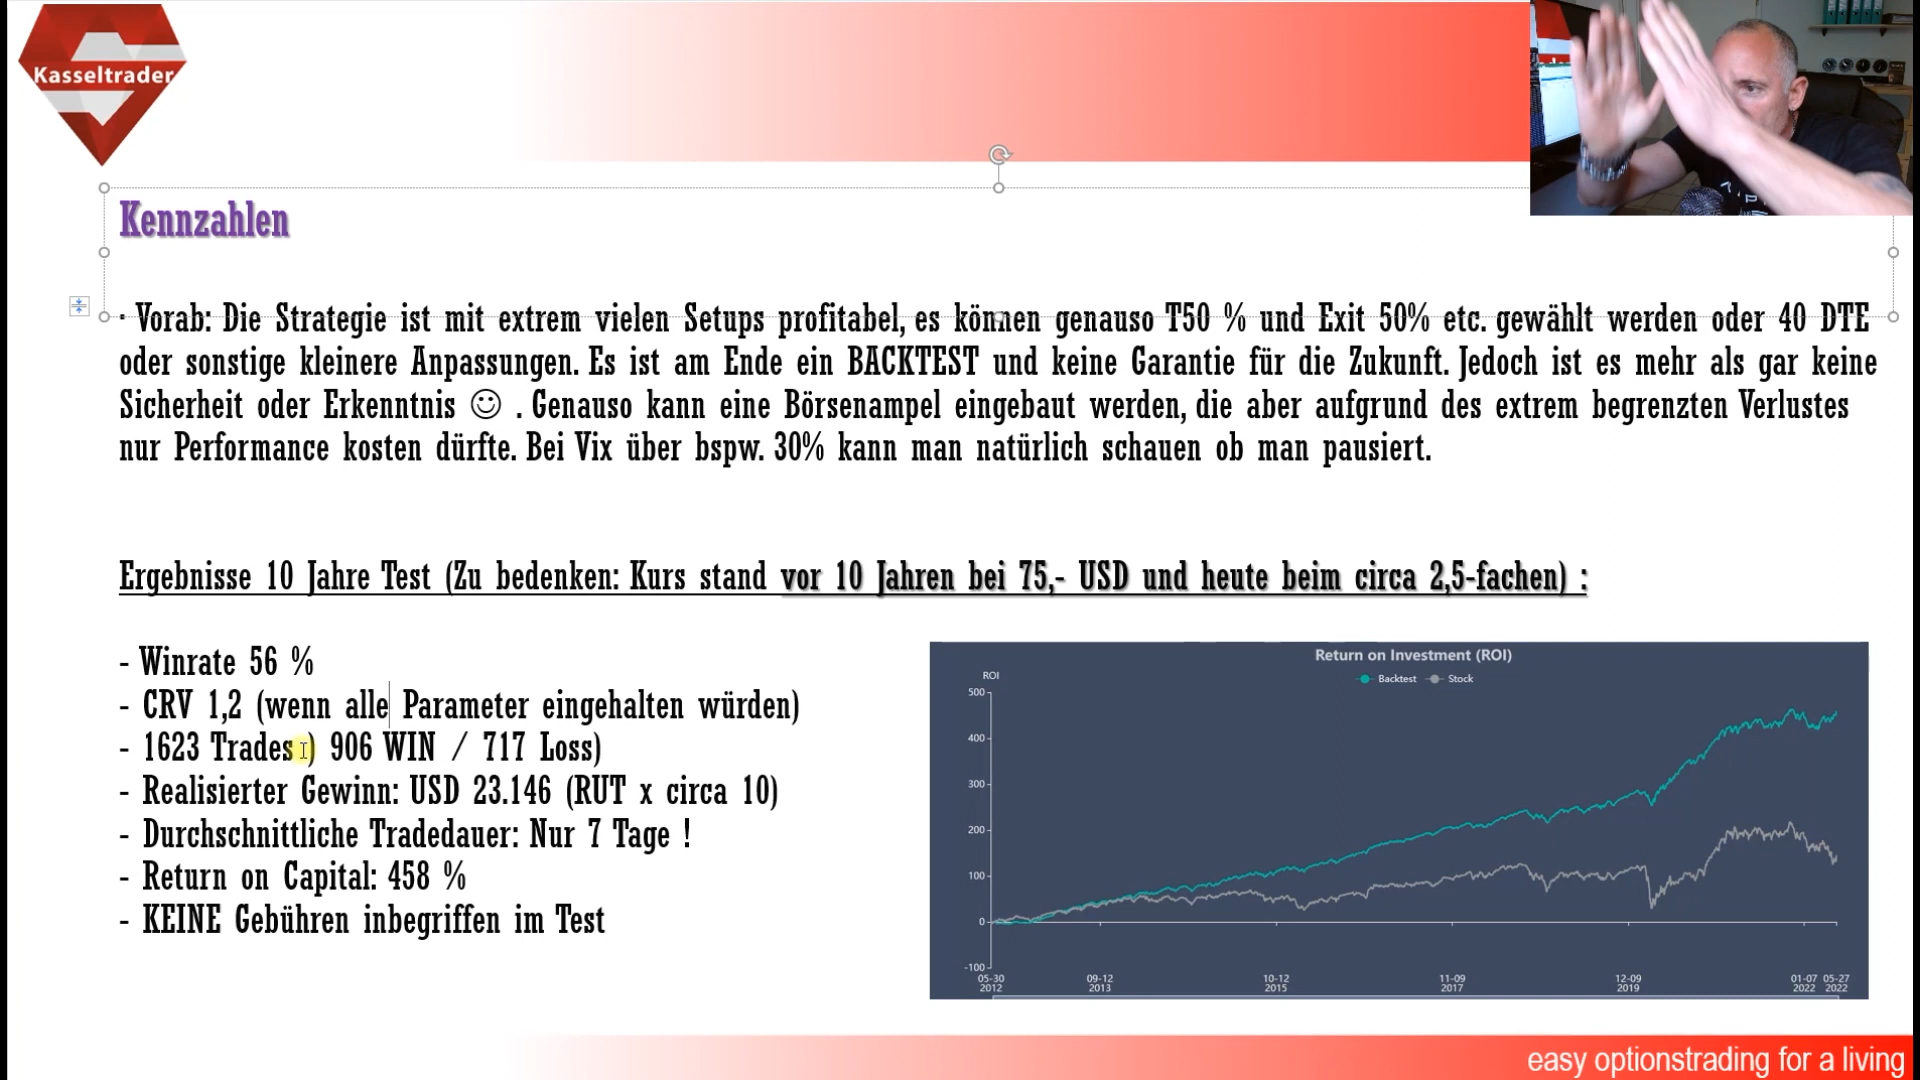 Kasseltrader
Kennzahlen
· Vorab: Die Strategie ist mit extrem vielen Setups profitabel, es können genauso T50 % und Exit 50% etc. gewählt werden oder 40 DTE
oder sonstige kleinere Anpassungen. Es ist am Ende ein BACKTEST und keine Garantie für die Zukunft. Jedoch ist es mehr als gar keine
Sicherheit oder Erkenntnis ☺ . Genauso kann eine Börsenampel eingebaut werden, die aber aufgrund des extrem begrenzten Verlustes
nur Performance kosten dürfte. Bei Vix über bspw. 30% kann man natürlich schauen ob man pausiert.
Ergebnisse 10 Jahre Test (Zu bedenken: Kurs stand vor 10 Jahren bei 75,- USD und heute beim circa 2,5-fachen) :
- Winrate 56 %
- CRV 1,2 (wenn alle Parameter eingehalten würden)
- 1623 Trades ) 906 WIN / 717 Loss)
- Realisierter Gewinn: USD 23.146 (RUT x circa 10)
- Durchschnittliche Tradedauer: Nur 7 Tage !
- Return on Capital: 458 %
- KEINE Gebühren inbegriffen im Test
Return on Investment (ROI)
Backtest Stock
ROI
500
400
300
200
100
0
-100
05-30 09-12 10-12 11-09 12-09 01-07 05-27
2012 2013 2015 2017 2019 2022 2022
easy optionstrading for a living